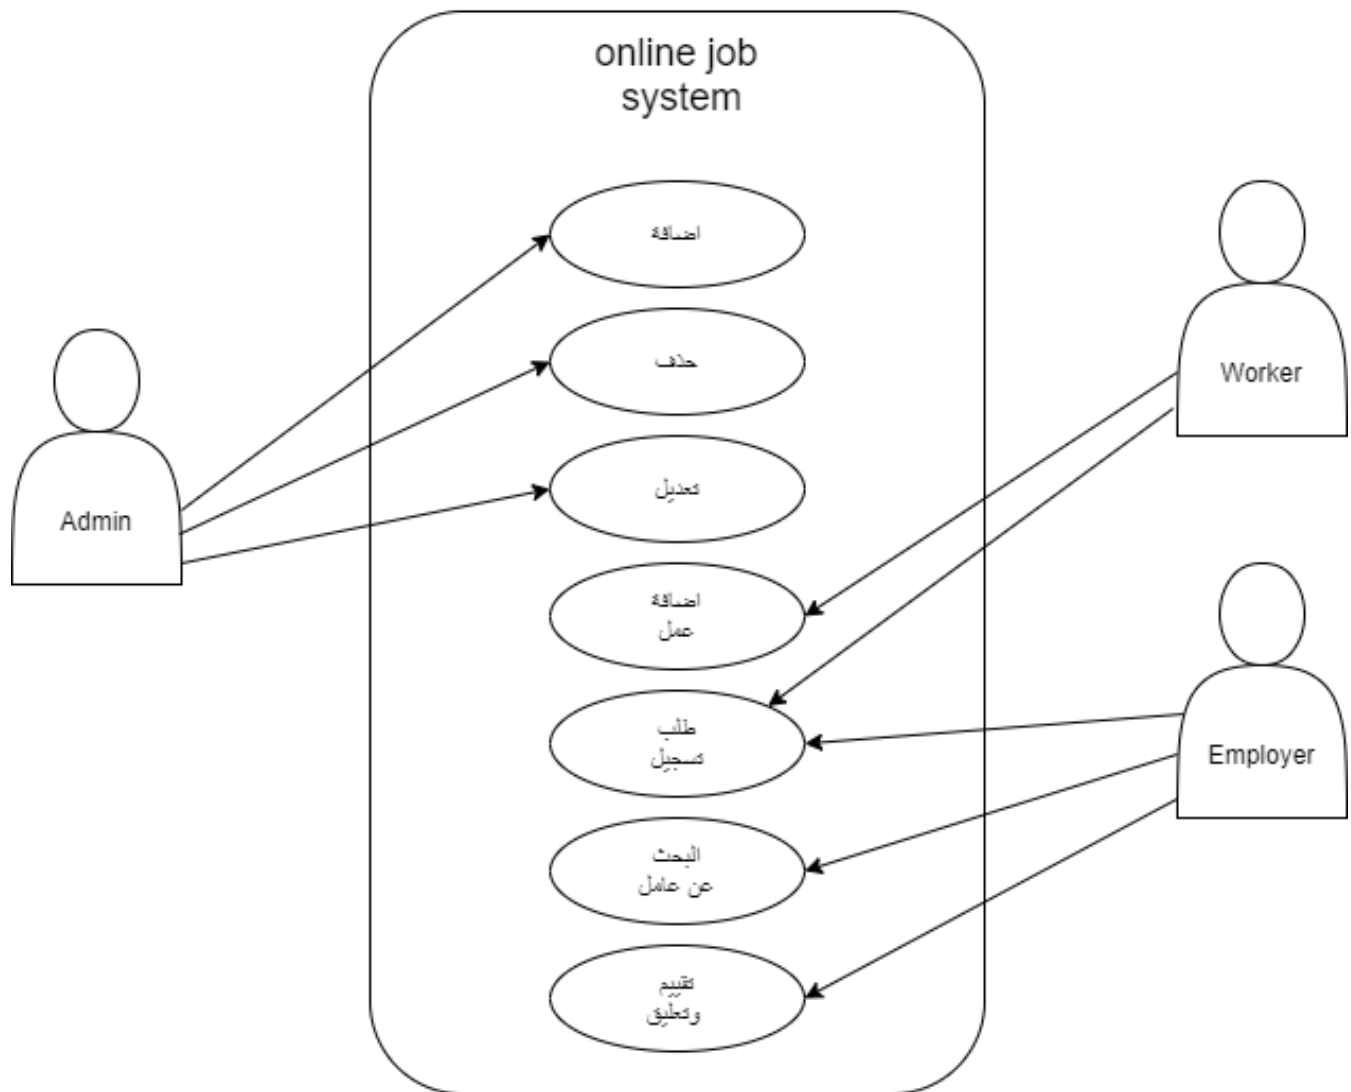 online job
system
اضافة
حذف
تعديل
اضافة
عمل
طلب
تسجيل
البحث
عن عامل
تقييم
وتعليق
Admin
Worker
Employer